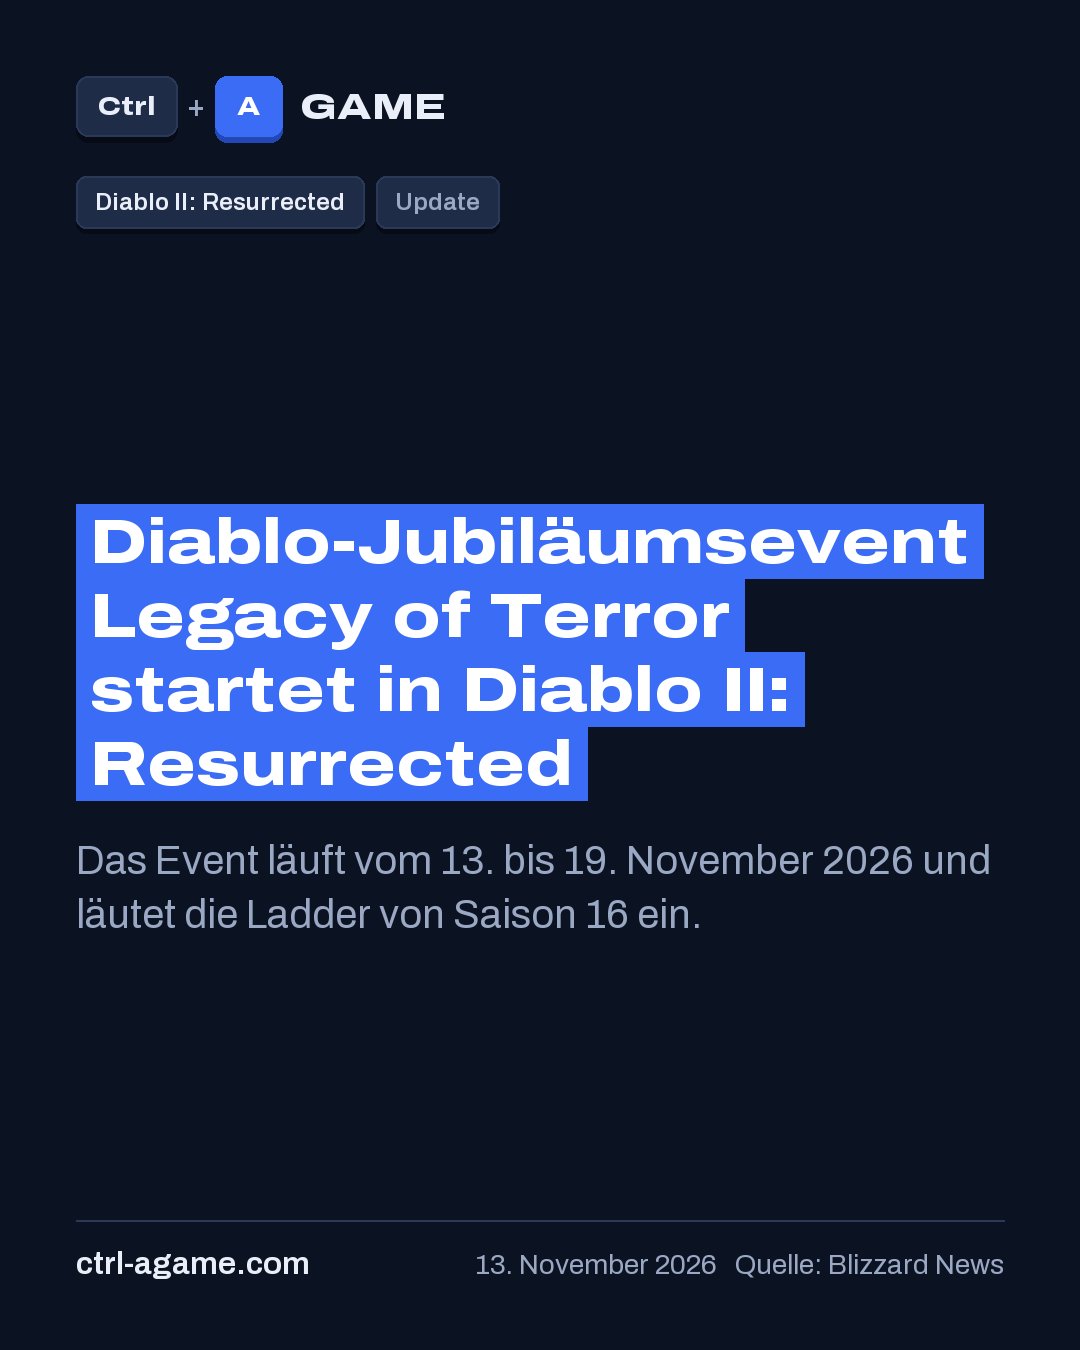 Ctrl + A GAME
Diablo II: Resurrected Update
Diablo-Jubiläumsevent
Legacy of Terror
startet in Diablo II:
Resurrected
Das Event läuft vom 13. bis 19. November 2026 und
läutet die Ladder von Saison 16 ein.
ctrl-agame.com 13. November 2026 Quelle: Blizzard News